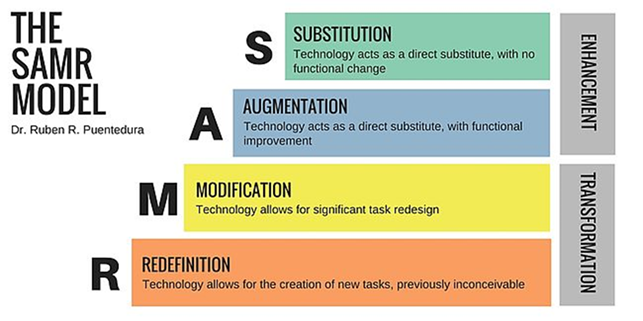 THE
SAMR
MODEL
Dr. Ruben R. Puentedura
S
SUBSTITUTION
Technology acts as a direct substitute, with no
functional change
A
AUGMENTATION
Technology acts as a direct substitute, with functional
improvement
ENHANCEMENT
M
MODIFICATION
Technology allows for significant task redesign
R
REDEFINITION
Technology allows for the creation of new tasks, previously inconceivable
TRANSFORMATION